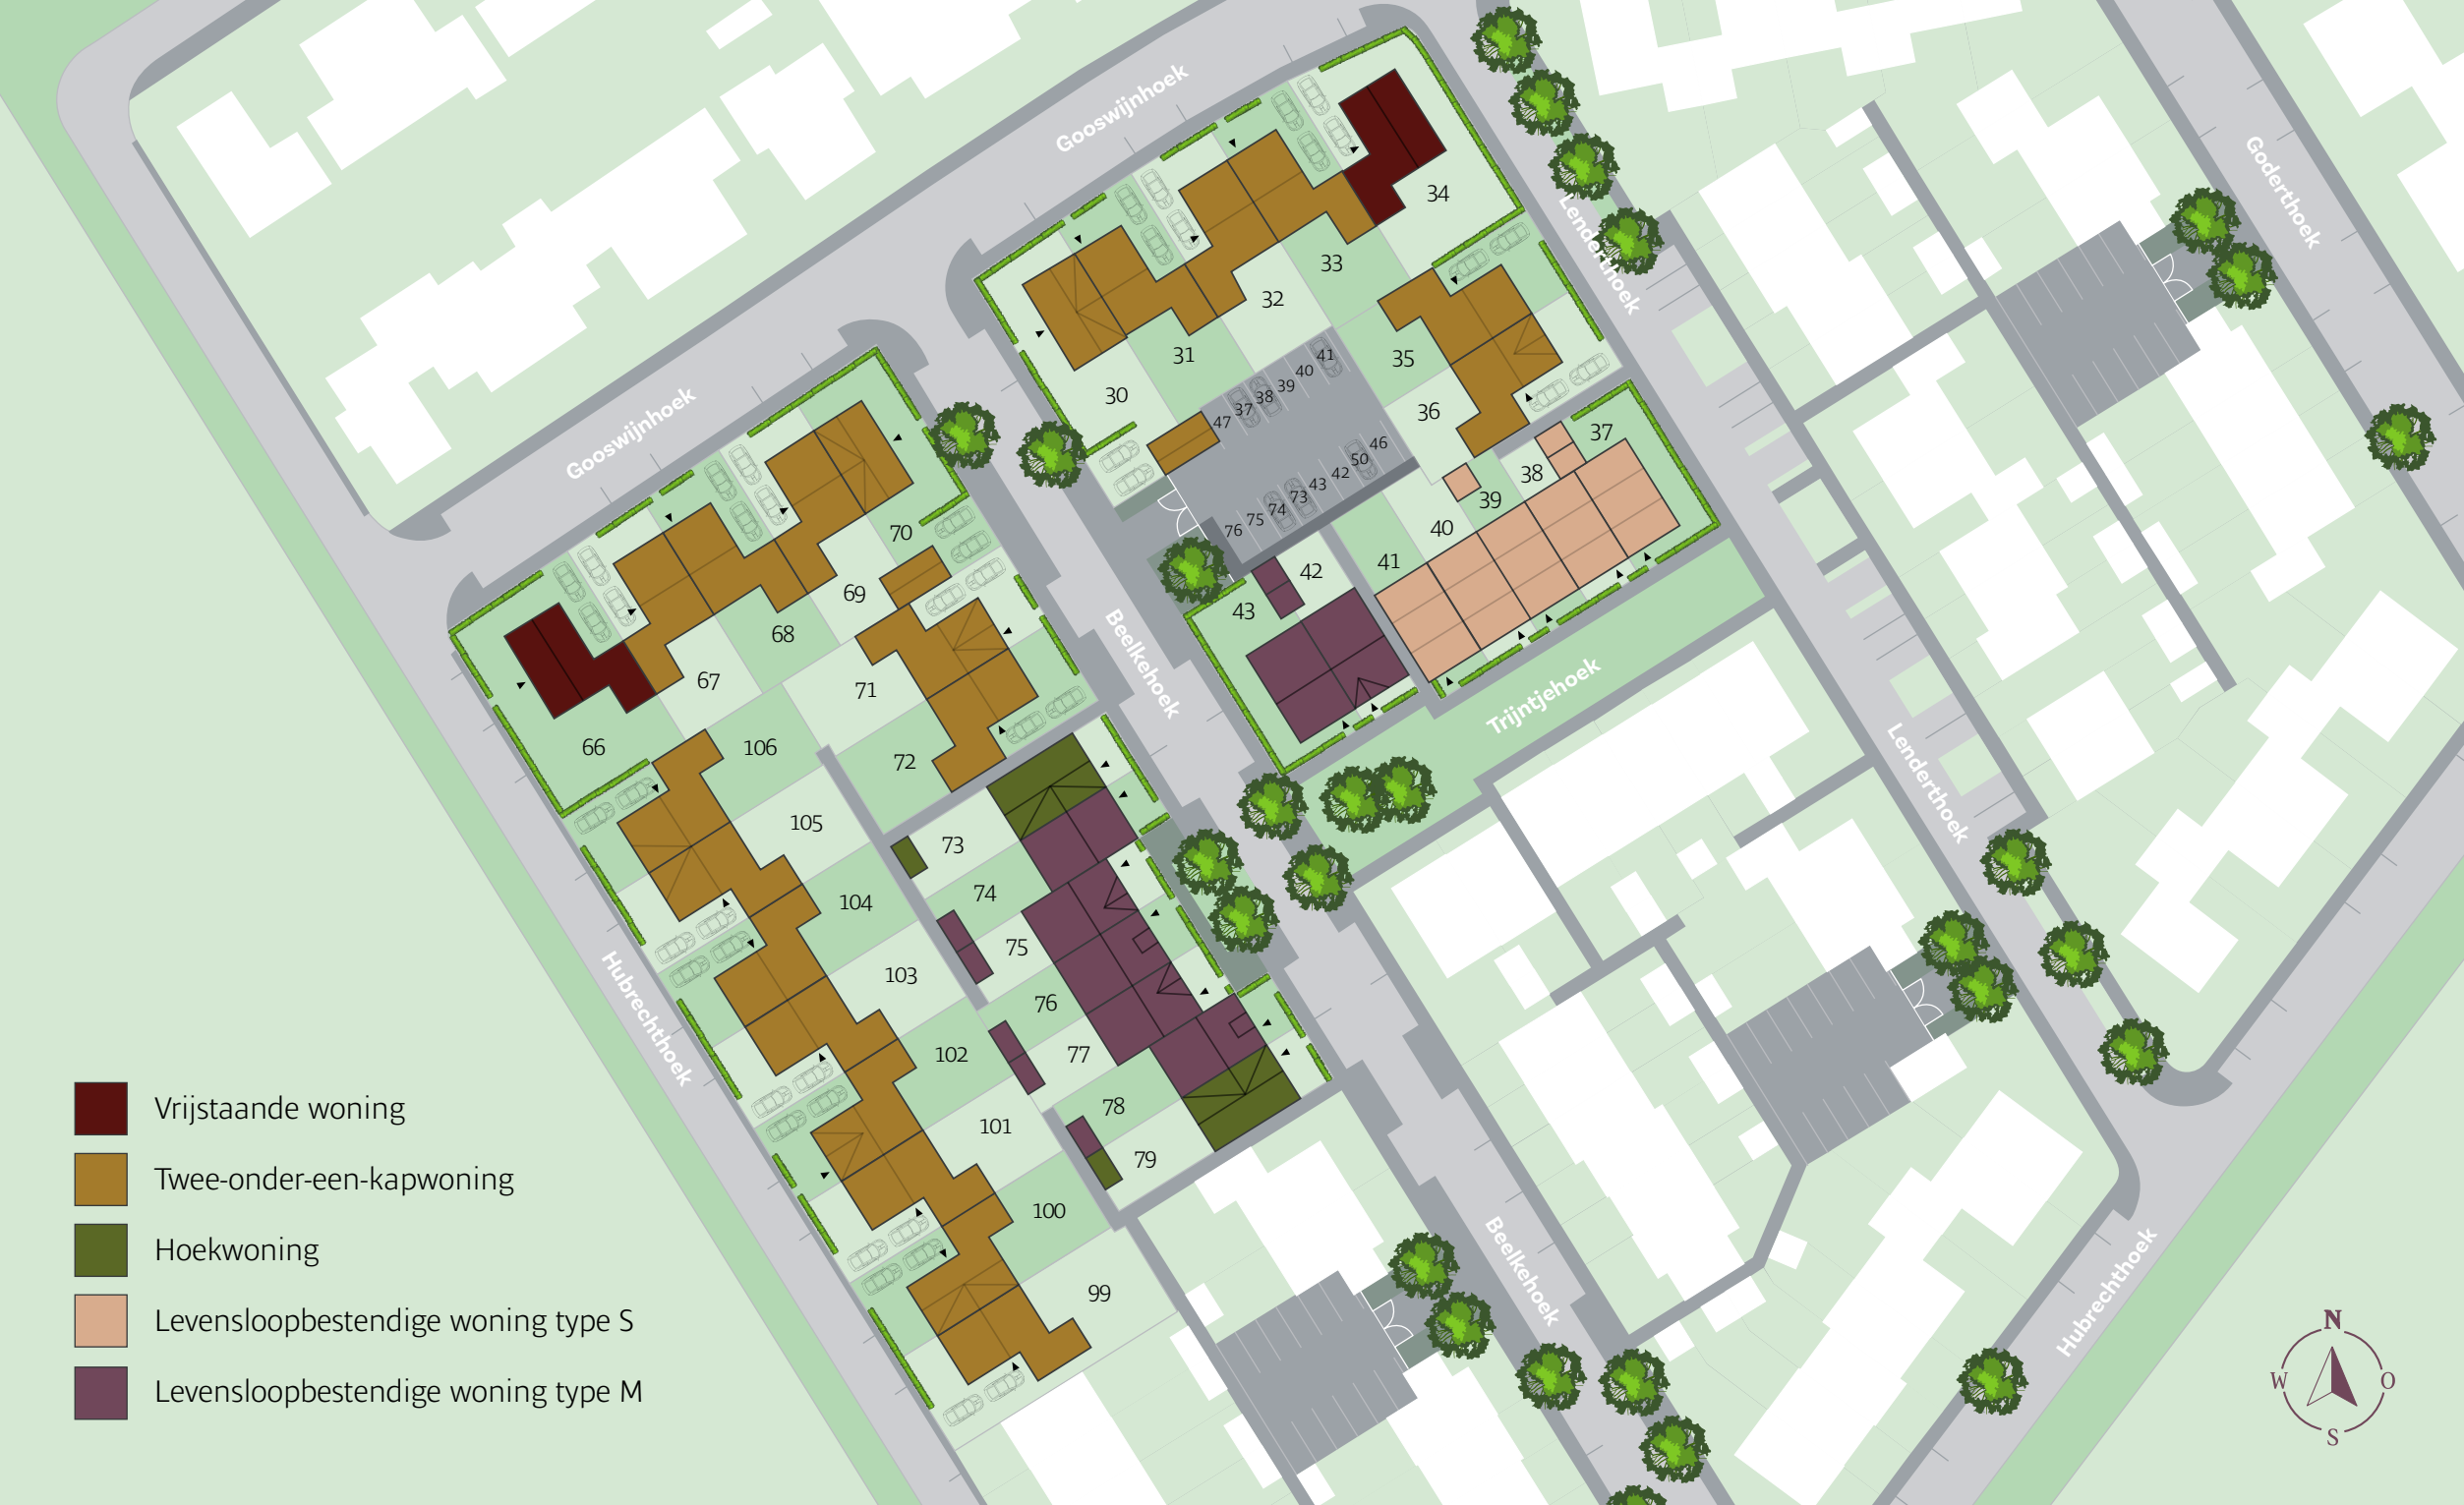 Gooswijnhoek
Goderthoek
34
Lenderthoek
33
32
31
35
30
41
40
39
38
37
47
36
Gooswijnhoek
46
50
42
43
73
74
75
76
37
38
39
40
41
42
43
70
69
68
67
71
66
106
72
Beelkehoek
Trijntjehoek
Lenderthoek
105
73
104
74
75
103
76
Hubrechthoek
102
77
101
78
79
100
99
Beelkehoek
Hubrechthoek
Vrijstaande woning
Twee-onder-een-kapwoning
Hoekwoning
Levensloopbestendige woning type S
Levensloopbestendige woning type M
N
W O
S